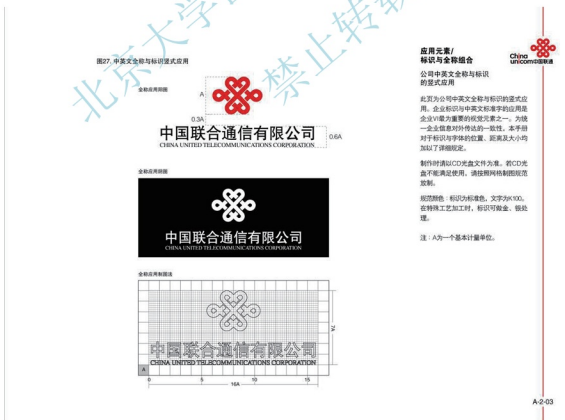 北京大学
禁止转载
图27. 中英文全称与标识竖式应用
全称应用图
A
0.3A
中国联合通信有限公司
CHINA UNITED TELECOMMUNICATIONS CORPORATION
0.6A
全称应用
中国联合通信有限公司
CHINA UNITED TELECOMMUNICATIONS CORPORATION
全称应用制图法
中国联合通信有限公司
CHINA UNITED TELECOMMUNICATIONS CORPORATION
7A
A
0 5 10 15
16A
应用元素/
标识与全称组合
公司中英文全称与标识
的竖式应用
此页为公司中英文全称与标识的竖式应
用。企业标识与中英文标准字的应用是
企业VI最为重要的视觉元素之一。为统
一企业信息对外传达的一致性，本手册
对于标识与字体的位置、距离及大小均
加以了详细规定。
制作时请以CD光盘文件为准。若CD光
盘不能满足使用，请按照网格制图规范
放制。
规范颜色：标识为标准色，文字为K100。
在特殊工艺加工时，标识可做金、银处
理。
注：A为一个基本计量单位。
China
unicom中国联通
A-2-03